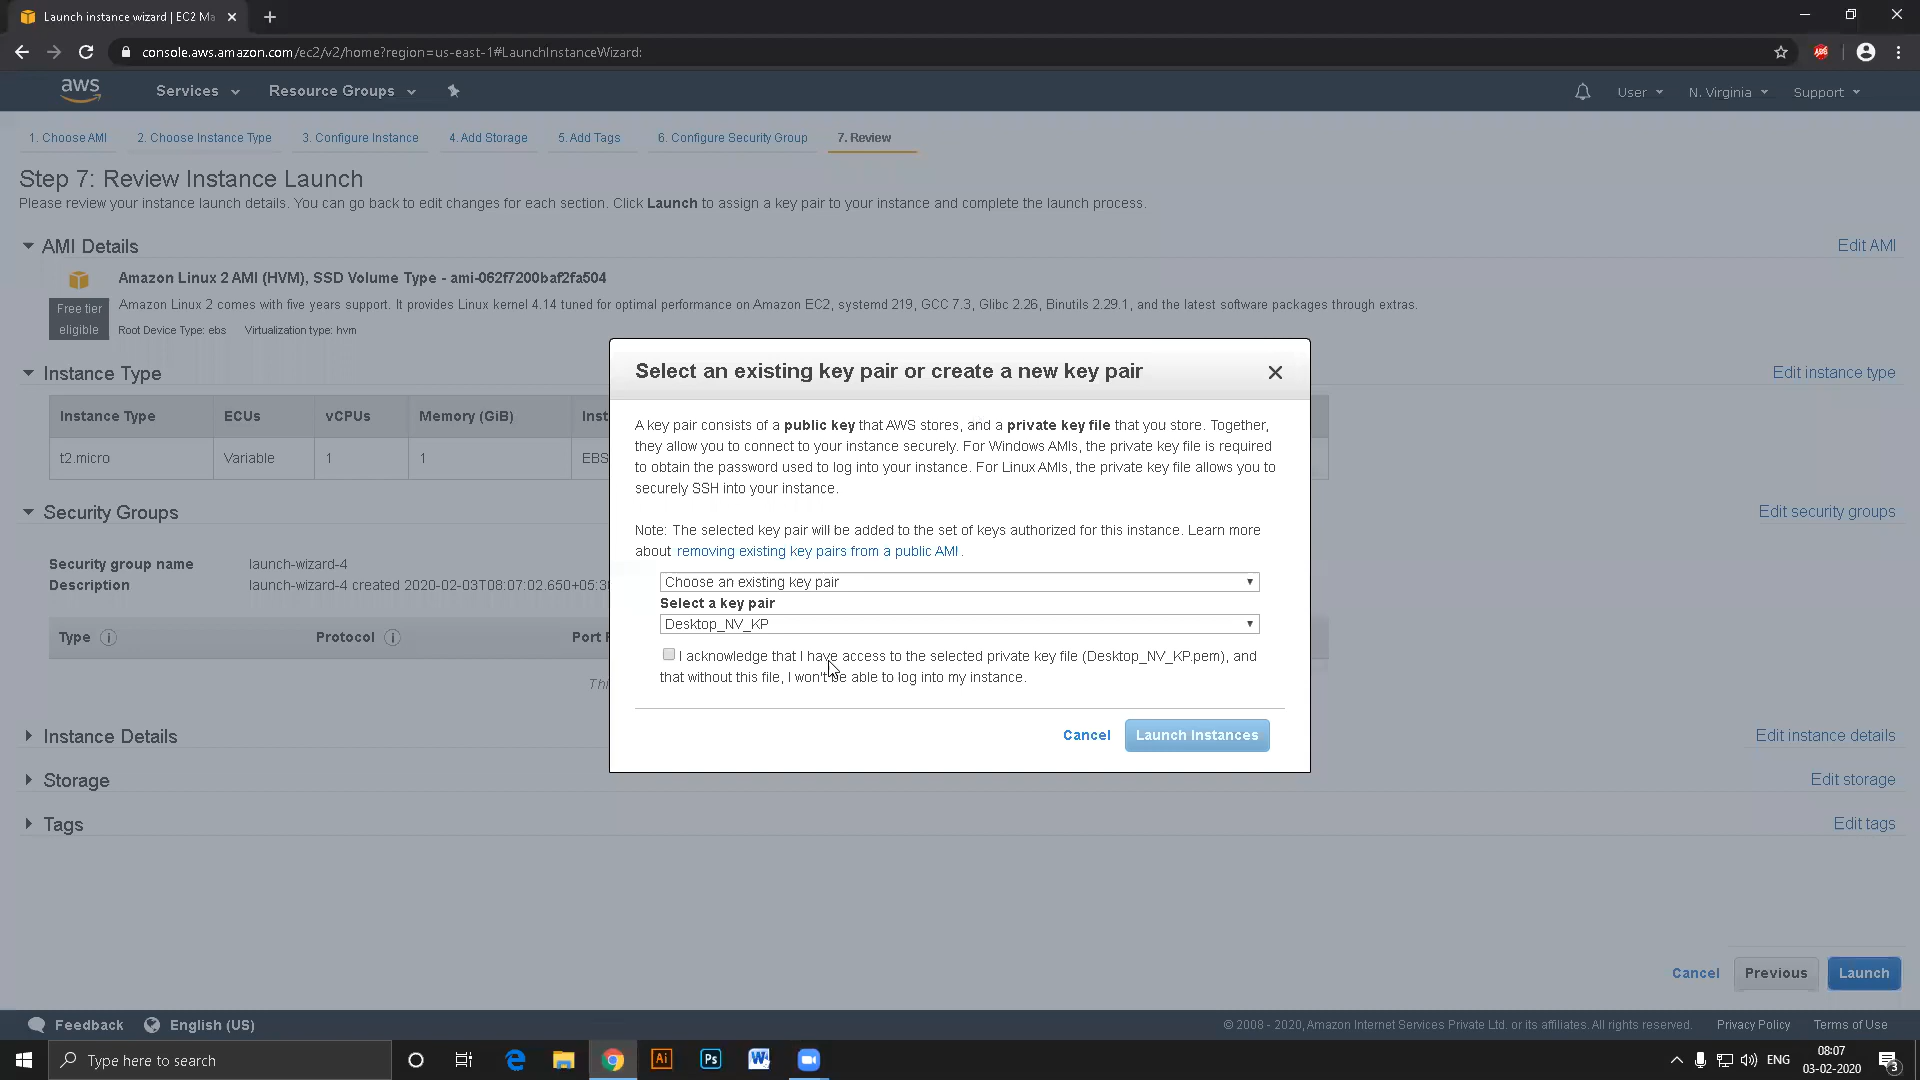 Launch instance wizard | EC2 Ma
console.aws.amazon.com/ec2/v2/home?region=us-east-1#LaunchInstanceWizard:
ABP
aws Services Resource Groups User N. Virginia Support
1. Choose AMI 2. Choose Instance Type 3. Configure Instance 4. Add Storage 5. Add Tags 6. Configure Security Group 7. Review
Step 7: Review Instance Launch
Please review your instance launch details. You can go back to edit changes for each section. Click Launch to assign a key pair to your instance and complete the launch process.
AMI Details Edit AMI
Amazon Linux 2 AMI (HVM), SSD Volume Type - ami-062f7200baf2fa504
Free tier
eligible
Amazon Linux 2 comes with five years support. It provides Linux kernel 4.14 tuned for optimal performance on Amazon EC2, systemd 219, GCC 7.3, Glibc 2.26, Binutils 2.29.1, and the latest software packages through extras.
Root Device Type: ebs Virtualization type: hvm
Instance Type Edit instance type
Instance Type ECUs vCPUs Memory (GiB) Inst
t2.micro Variable 1 1 EBS
Security Groups Edit security groups
Security group name launch-wizard-4
Description launch-wizard-4 created 2020-02-03T08:07:02.650+05:30
Type Protocol Port R
Thi
Instance Details Edit instance details
Storage Edit storage
Tags Edit tags
Select an existing key pair or create a new key pair
A key pair consists of a public key that AWS stores, and a private key file that you store. Together,
they allow you to connect to your instance securely. For Windows AMIs, the private key file is required
to obtain the password used to log into your instance. For Linux AMIs, the private key file allows you to
securely SSH into your instance.
Note: The selected key pair will be added to the set of keys authorized for this instance. Learn more
about removing existing key pairs from a public AMI .
Choose an existing key pair
Select a key pair
Desktop_NV_KP
I acknowledge that I have access to the selected private key file (Desktop_NV_KP.pem), and
that without this file, I won't be able to log into my instance.
Cancel Launch Instances
Cancel Previous Launch
Feedback English (US) © 2008 - 2020, Amazon Internet Services Private Ltd. or its affiliates. All rights reserved. Privacy Policy Terms of Use
Type here to search
Ai
Ps
W
ENG
08:07
03-02-2020
3